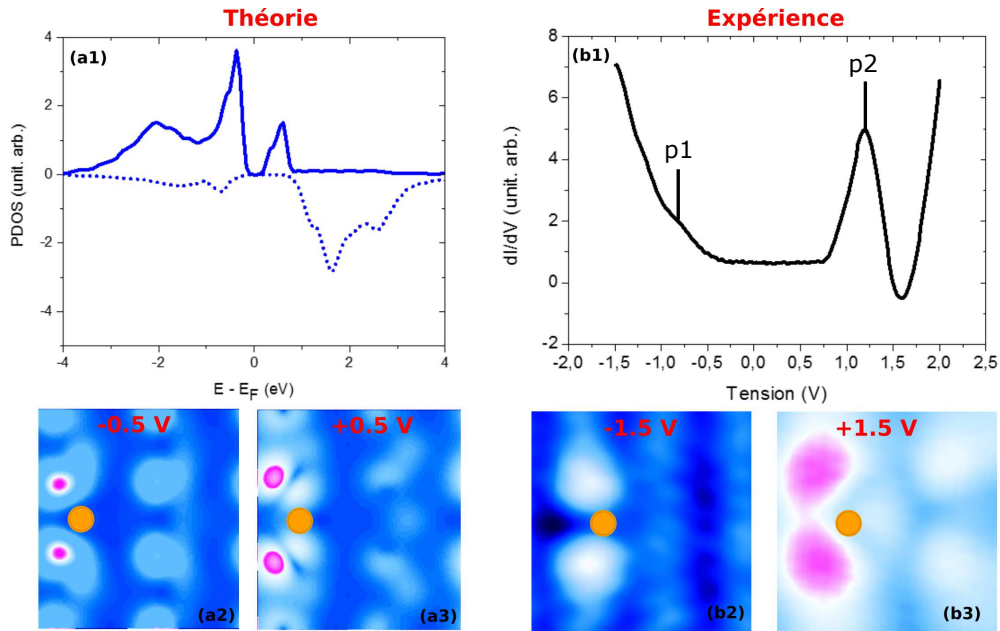 Théorie
Expérience
(a1)
4
2
0
-2
-4
PDOS (unit. arb.)
-4
-2
0
2
4
E - E_F (eV)
(b1)
8
6
4
2
0
-2
dI/dV (unit. arb.)
p1
p2
-2,0
-1,5
-1,0
-0,5
0,0
0,5
1,0
1,5
2,0
2,5
Tension (V)
-0.5 V
(a2)
+0.5 V
(a3)
-1.5 V
(b2)
+1.5 V
(b3)